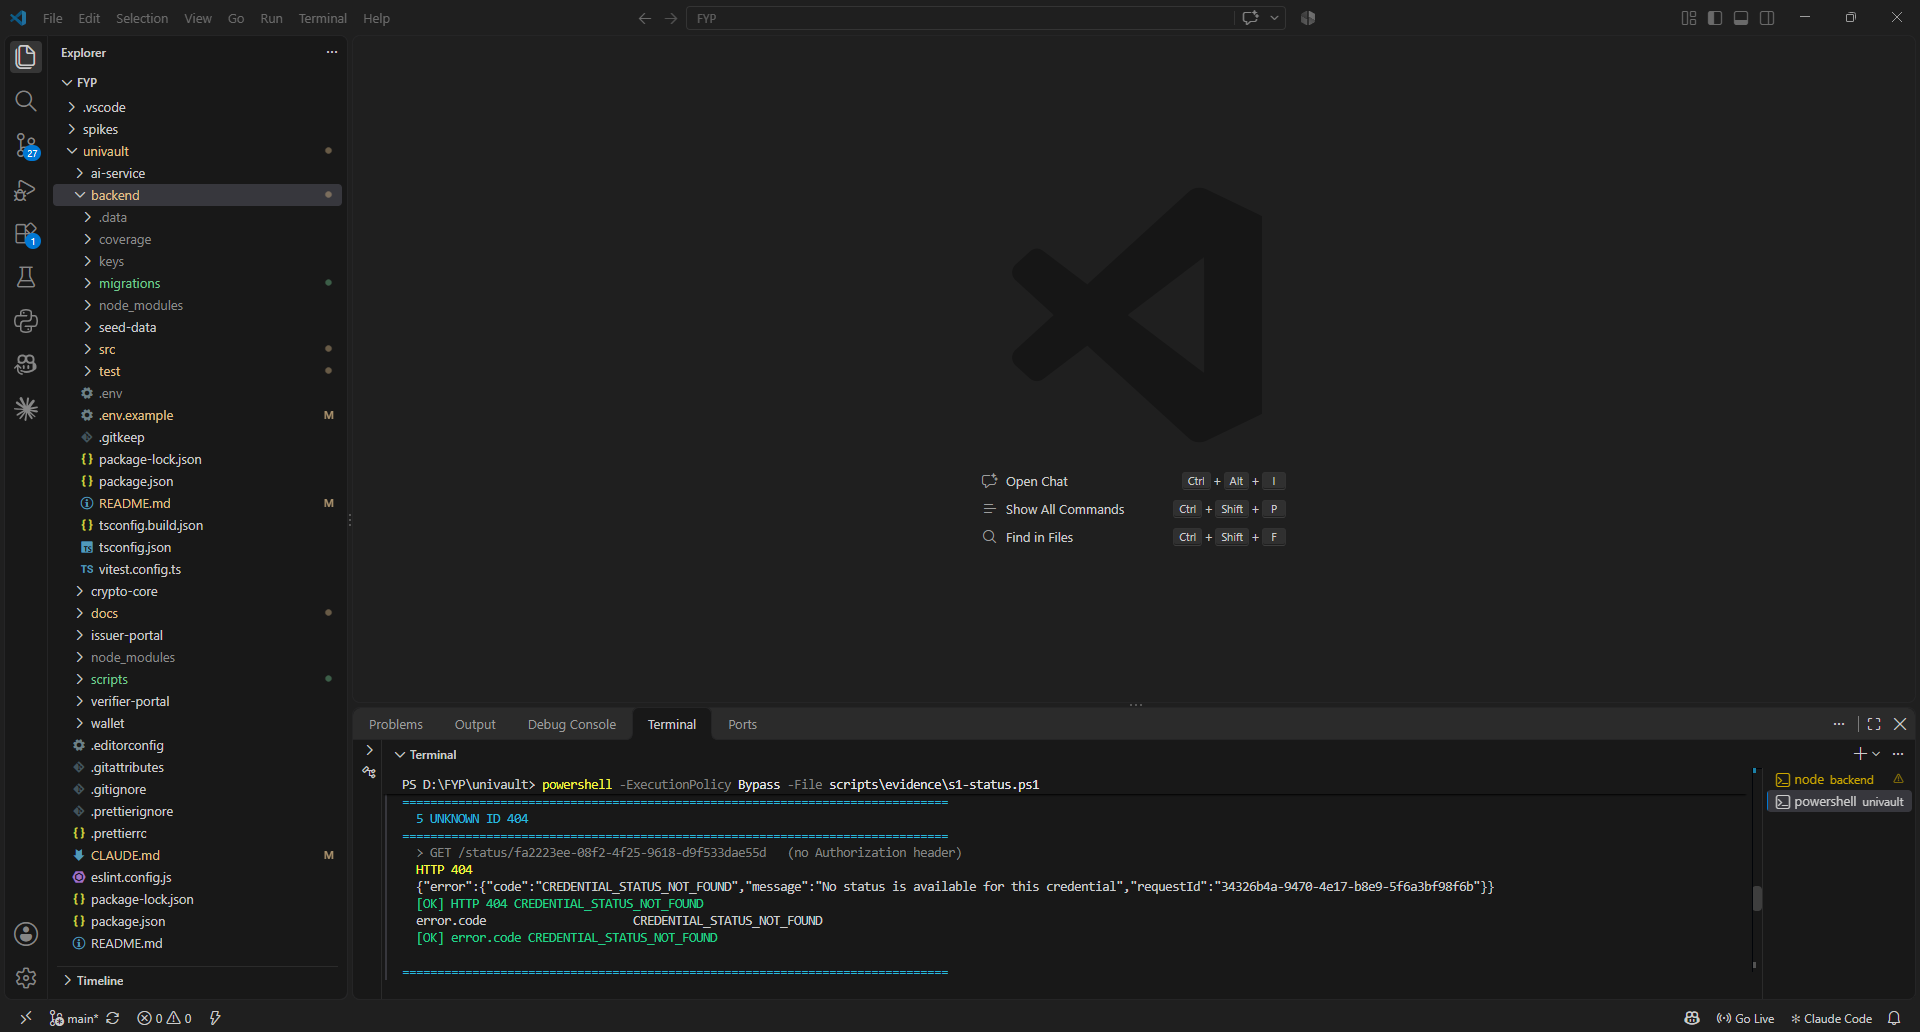 File Edit Selection View Go Run Terminal Help
FYP
Explorer
FYP
.vscode
spikes
univault
ai-service
backend
.data
coverage
keys
migrations
node_modules
seed-data
src
test
.env
.env.example M
.gitkeep
package-lock.json
package.json
README.md M
tsconfig.build.json
tsconfig.json
TS vitest.config.ts
crypto-core
docs
issuer-portal
node_modules
scripts
verifier-portal
wallet
.editorconfig
.gitattributes
.gitignore
.prettierignore
.prettierrc
CLAUDE.md M
eslint.config.js
package-lock.json
package.json
README.md
Timeline
27
1
Open Chat Ctrl + Alt + I
Show All Commands Ctrl + Shift + P
Find in Files Ctrl + Shift + F
Problems Output Debug Console Terminal Ports
Terminal
PS D:\FYP\univault> powershell -ExecutionPolicy Bypass -File scripts\evidence\s1-status.ps1
==============================================================================
5 UNKNOWN ID 404
==============================================================================
> GET /status/fa2223ee-08f2-4f25-9618-d9f533dae55d (no Authorization header)
HTTP 404
{"error":{"code":"CREDENTIAL_STATUS_NOT_FOUND","message":"No status is available for this credential","requestId":"34326b4a-9470-4e17-b8e9-5f6a3bf98f6b"}}
[OK] HTTP 404 CREDENTIAL_STATUS_NOT_FOUND
error.code CREDENTIAL_STATUS_NOT_FOUND
[OK] error.code CREDENTIAL_STATUS_NOT_FOUND
==============================================================================
node backend
powershell univault
main* 0 0
Go Live Claude Code